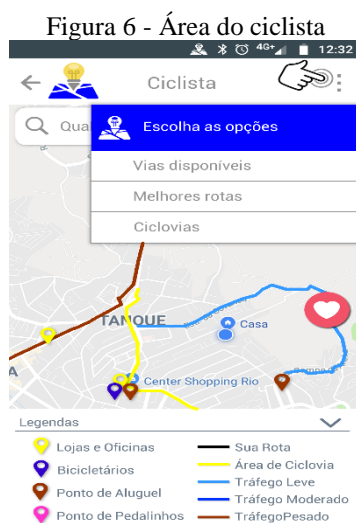 Figura 6 - Área do ciclista
4G+ 12:32
Ciclista
Qua
Escolha as opções
Vias disponíveis
Melhores rotas
Ciclovias
TANQUE
Casa
Center Shopping Rio
Legendas
Lojas e Oficinas
Sua Rota
Bicicletários
Área de Ciclovia
Ponto de Aluguel
Tráfego Leve
Ponto de Pedalinhos
Tráfego Moderado
TráfegoPesado